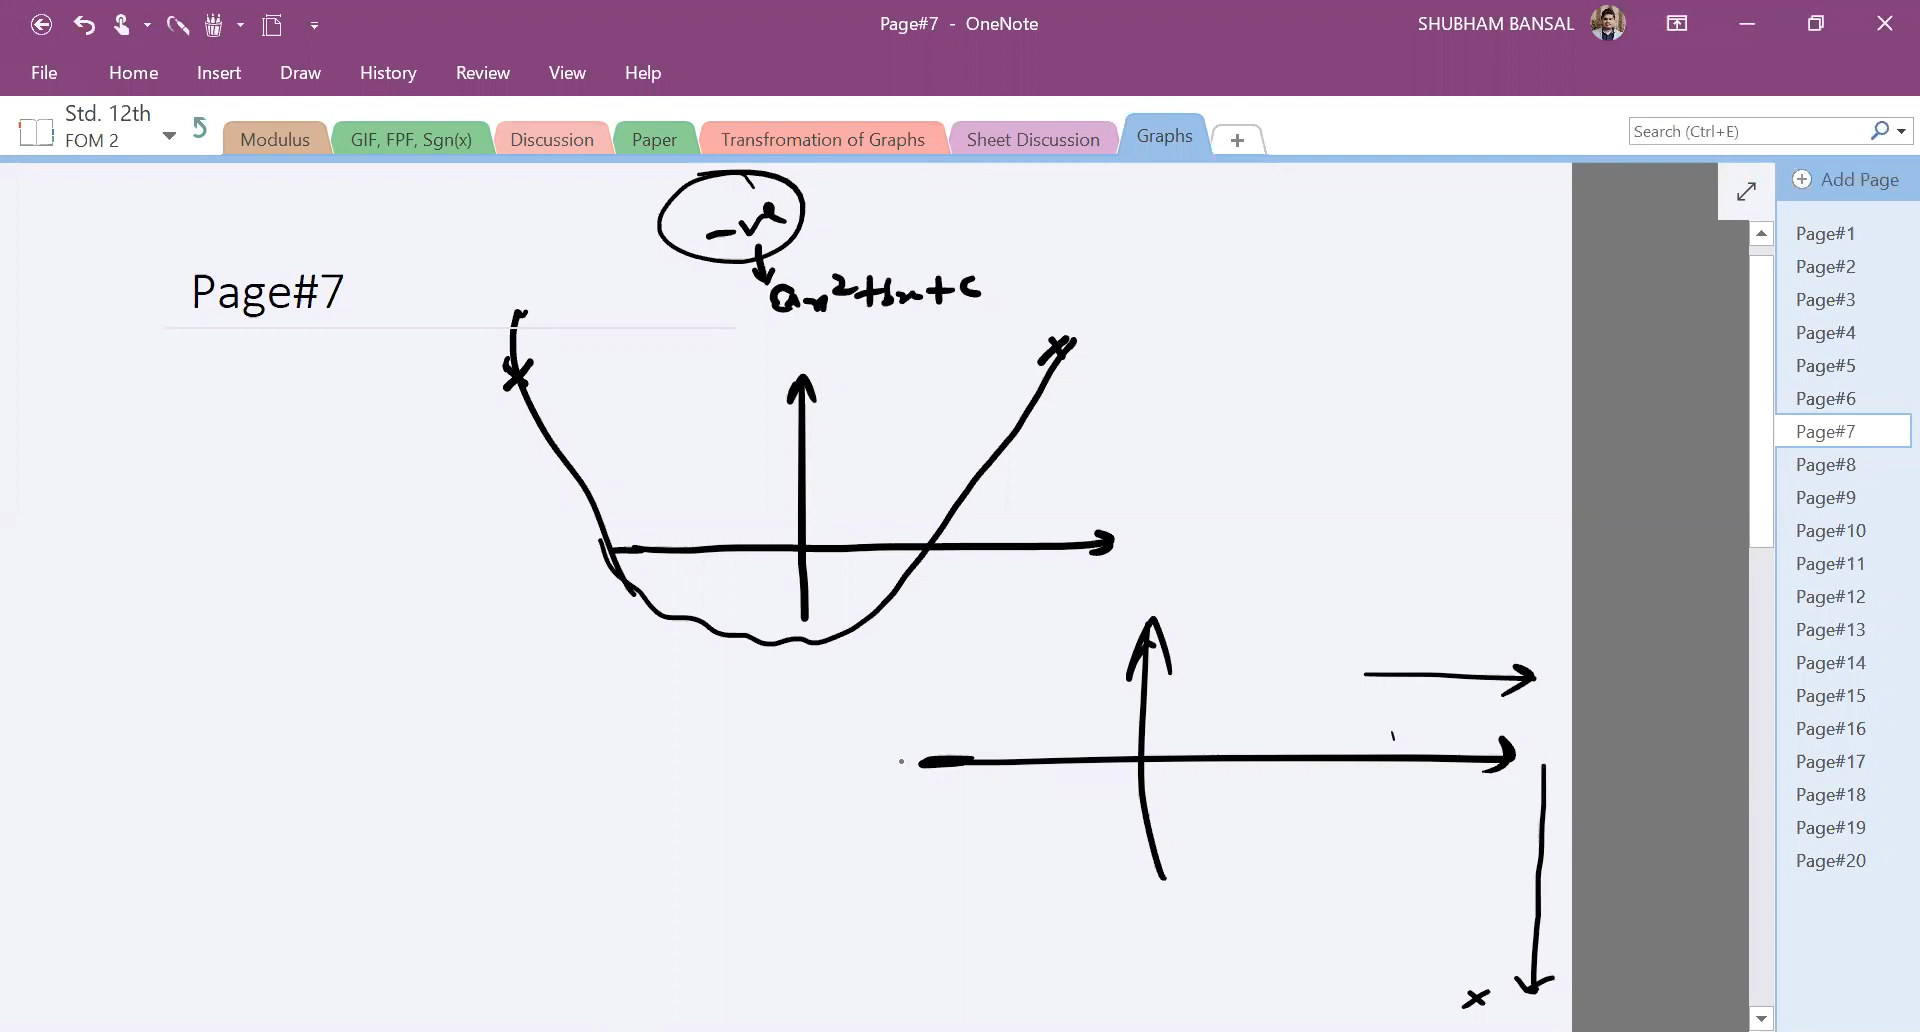 Page#7 - OneNote
SHUBHAM BANSAL
File Home Insert Draw History Review View Help
Std. 12th
FOM 2
Modulus
GIF, FPF, Sgn(x)
Discussion
Paper
Transfromation of Graphs
Sheet Discussion
Graphs
+
Search (Ctrl+E)
Add Page
Page#1
Page#2
Page#3
Page#4
Page#5
Page#6
Page#7
Page#8
Page#9
Page#10
Page#11
Page#12
Page#13
Page#14
Page#15
Page#16
Page#17
Page#18
Page#19
Page#20
Page#7
ax²+bx+c
x